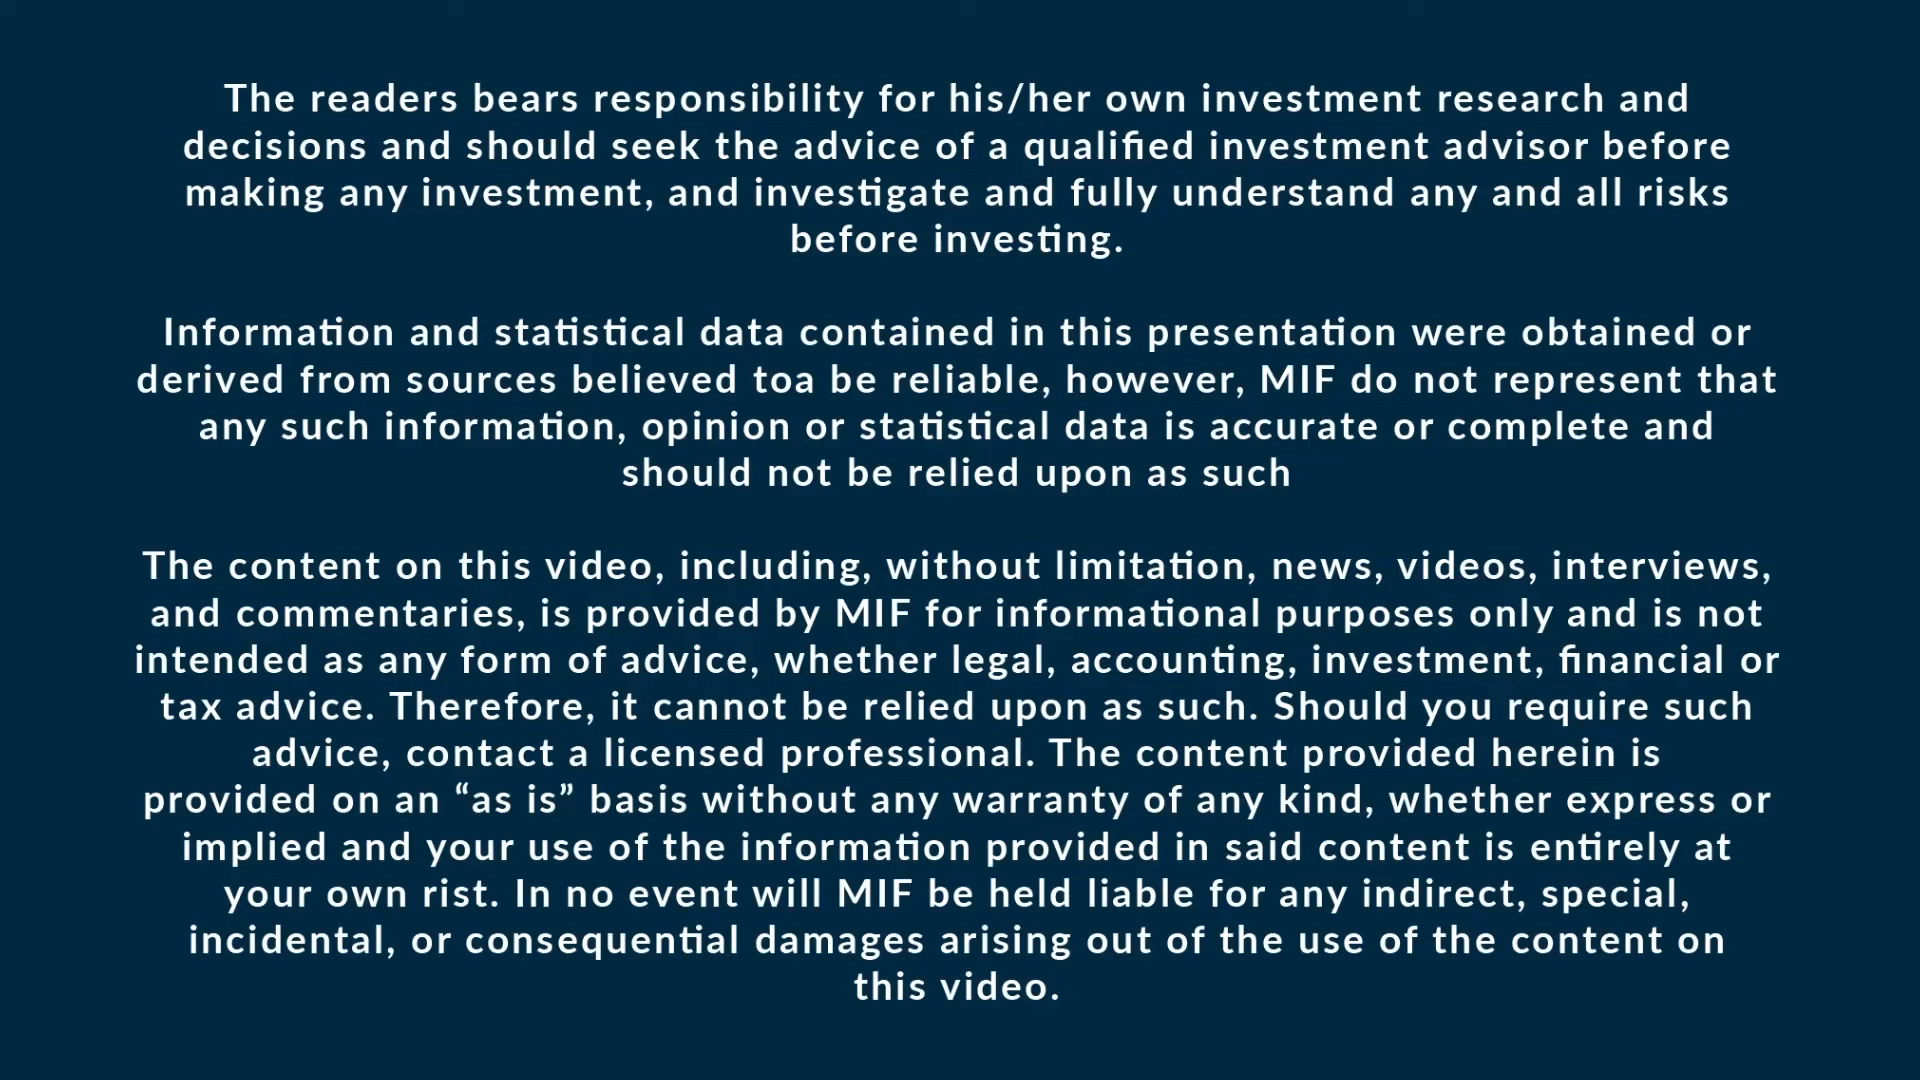 The readers bears responsibility for his/her own investment research and
decisions and should seek the advice of a qualified investment advisor before
making any investment, and investigate and fully understand any and all risks
before investing.
Information and statistical data contained in this presentation were obtained or
derived from sources believed toa be reliable, however, MIF do not represent that
any such information, opinion or statistical data is accurate or complete and
should not be relied upon as such
The content on this video, including, without limitation, news, videos, interviews,
and commentaries, is provided by MIF for informational purposes only and is not
intended as any form of advice, whether legal, accounting, investment, financial or
tax advice. Therefore, it cannot be relied upon as such. Should you require such
advice, contact a licensed professional. The content provided herein is
provided on an “as is” basis without any warranty of any kind, whether express or
implied and your use of the information provided in said content is entirely at
your own rist. In no event will MIF be held liable for any indirect, special,
incidental, or consequential damages arising out of the use of the content on
this video.